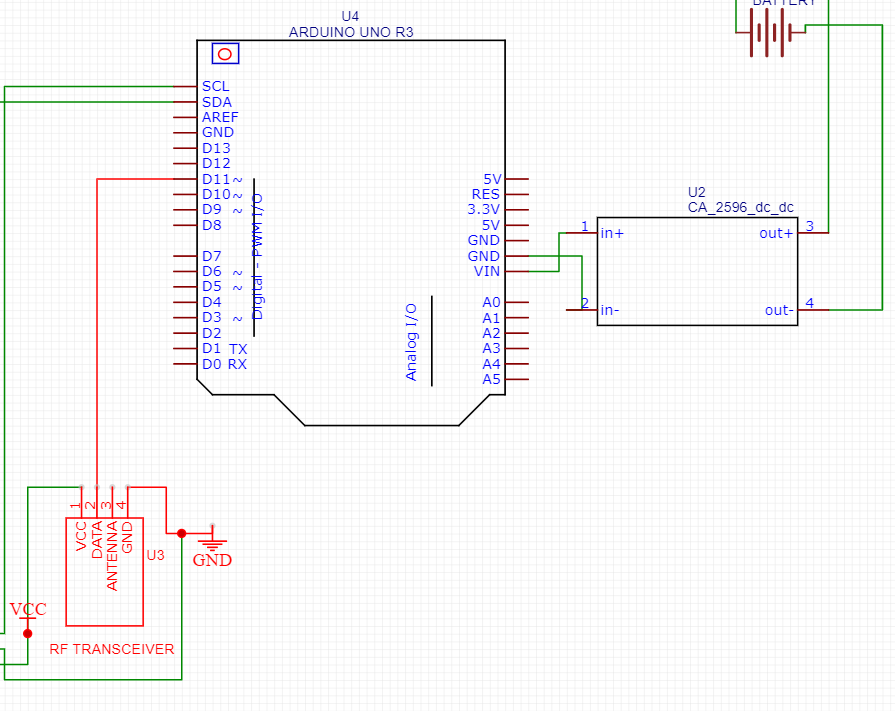 BATTERY
U4
ARDUINO UNO R3
SCL
SDA
AREF
GND
D13
D12
D11 ~
D10 ~
D9 ~
D8
D7
D6 ~
D5 ~
D4
D3 ~
D2
D1 TX
D0 RX
Digital - PWM I/O
Analog I/O
5V
RES
3.3V
5V
GND
GND
VIN
A0
A1
A2
A3
A4
A5
U2
CA_2596_dc_dc
1 in+
out+ 3
2 in-
out- 4
1 2 3 4
VCC
DATA
ANTENNA
GND
U3
GND
VCC
RF TRANSCEIVER